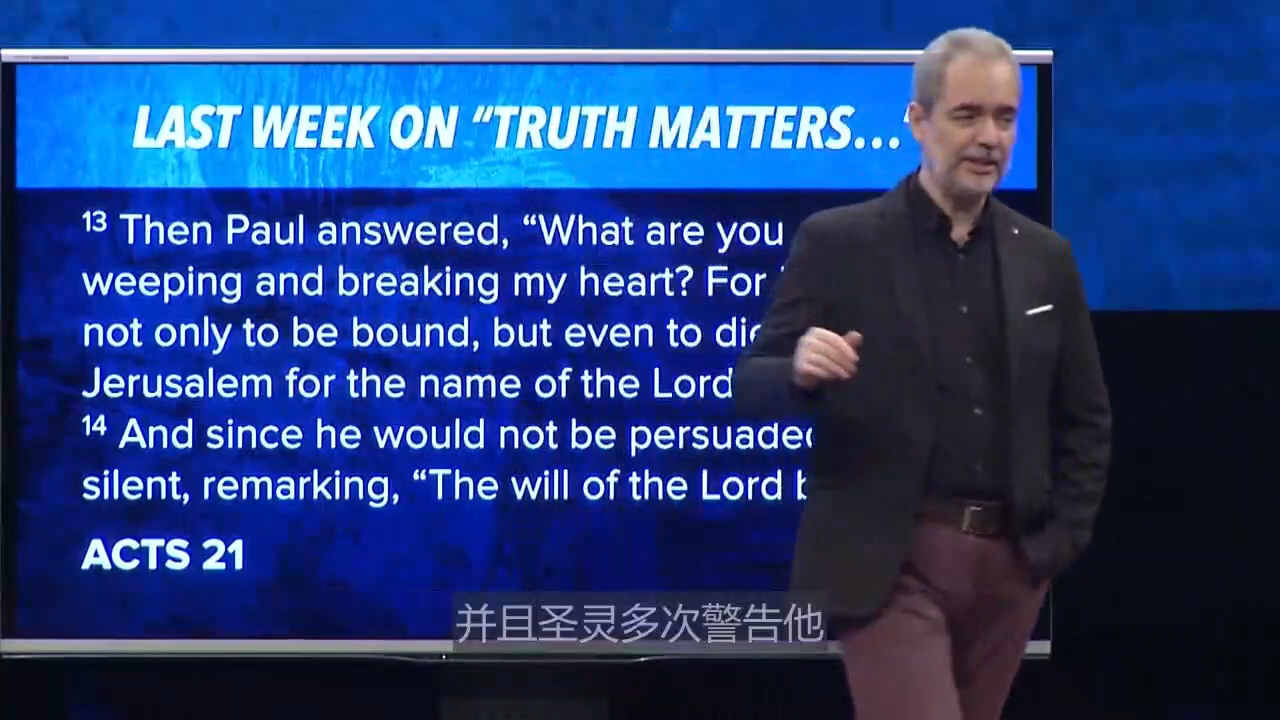 LAST WEEK ON “TRUTH MATTERS...
13 Then Paul answered, “What are you
weeping and breaking my heart? For
not only to be bound, but even to die
Jerusalem for the name of the Lord
14 And since he would not be persuaded
silent, remarking, “The will of the Lord
ACTS 21
并且圣灵多次警告他